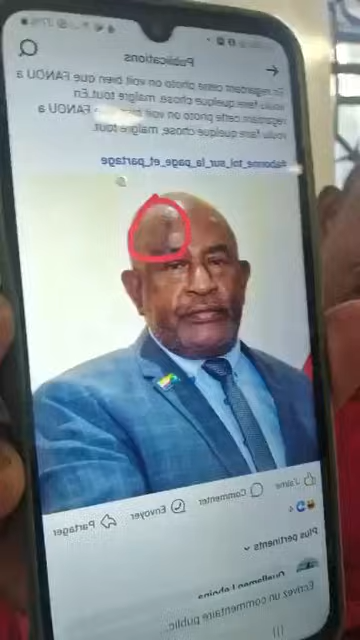 Publications
En regardant cette photo on voit bien que FANOU a
voulu faire quelque chose, malgré tout.En
regardant cette photo on voit bien que FANOU a
voulu faire quelque chose, malgré tout.
#abonne_toi_sur_la_page_et_partage
J'aime Commenter Envoyer Partager
4
Plus pertinents
Écrivez un commentaire public